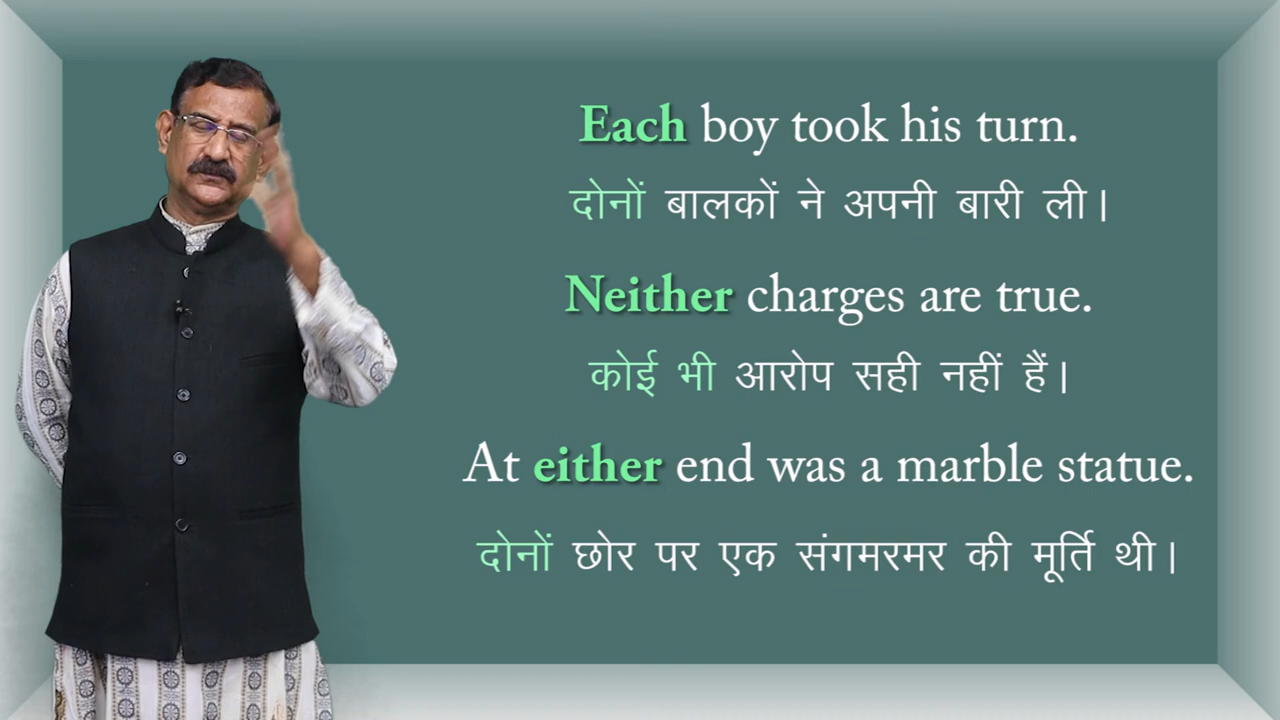 Each boy took his turn.
दोनों बालकों ने अपनी बारी ली।
Neither charges are true.
कोई भी आरोप सही नहीं हैं।
At either end was a marble statue.
दोनों छोर पर एक संगमरमर की मूर्ति थी।